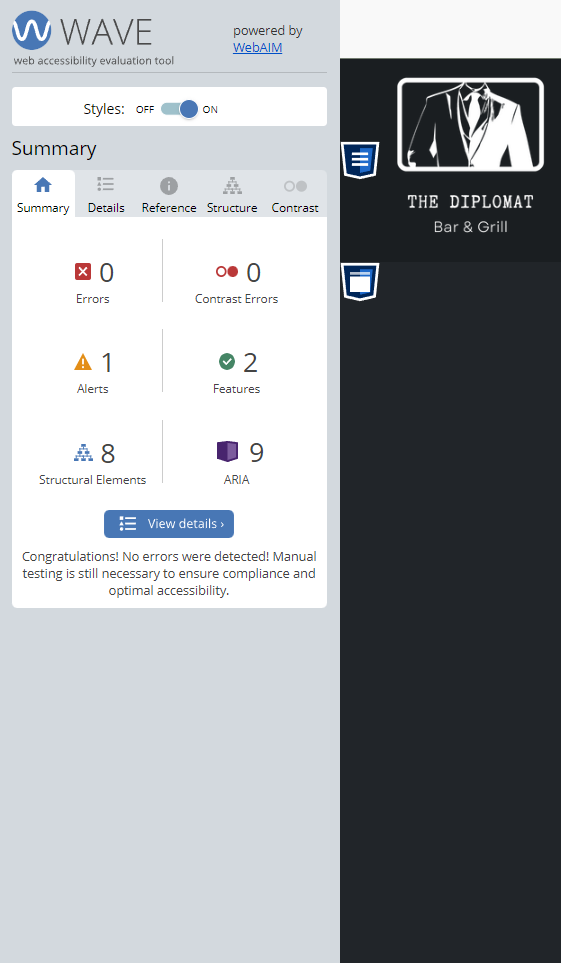 WAVE
web accessibility evaluation tool
powered by
WebAIM
Styles: OFF ON
Summary
Summary Details Reference Structure Contrast
0
Errors
0
Contrast Errors
1
Alerts
2
Features
8
Structural Elements
9
ARIA
View details ›
Congratulations! No errors were detected! Manual
testing is still necessary to ensure compliance and
optimal accessibility.
THE DIPLOMAT
Bar & Grill